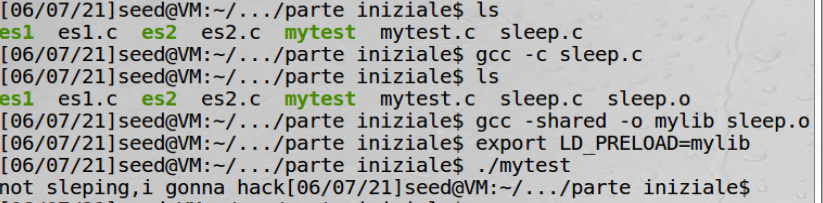 [06/07/21]seed@VM:~/.../parte iniziale$ ls
es1 es1.c es2 es2.c mytest mytest.c sleep.c
[06/07/21]seed@VM:~/.../parte iniziale$ gcc -c sleep.c
[06/07/21]seed@VM:~/.../parte iniziale$ ls
es1 es1.c es2 es2.c mytest mytest.c sleep.c sleep.o
[06/07/21]seed@VM:~/.../parte iniziale$ gcc -shared -o mylib sleep.o
[06/07/21]seed@VM:~/.../parte iniziale$ export LD_PRELOAD=mylib
[06/07/21]seed@VM:~/.../parte iniziale$ ./mytest
not sleping,i gonna hack[06/07/21]seed@VM:~/.../parte iniziale$